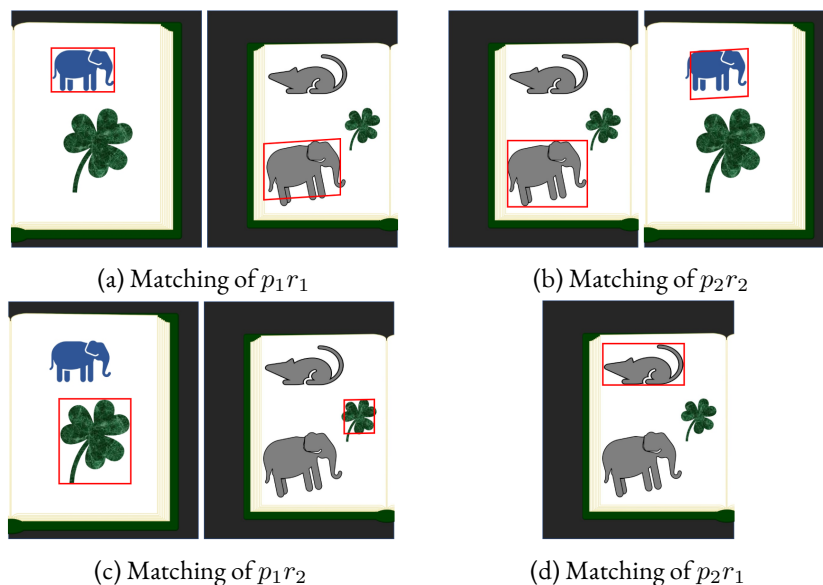 (a) Matching of p₁r₁
(b) Matching of p₂r₂
(c) Matching of p₁r₂
(d) Matching of p₂r₁